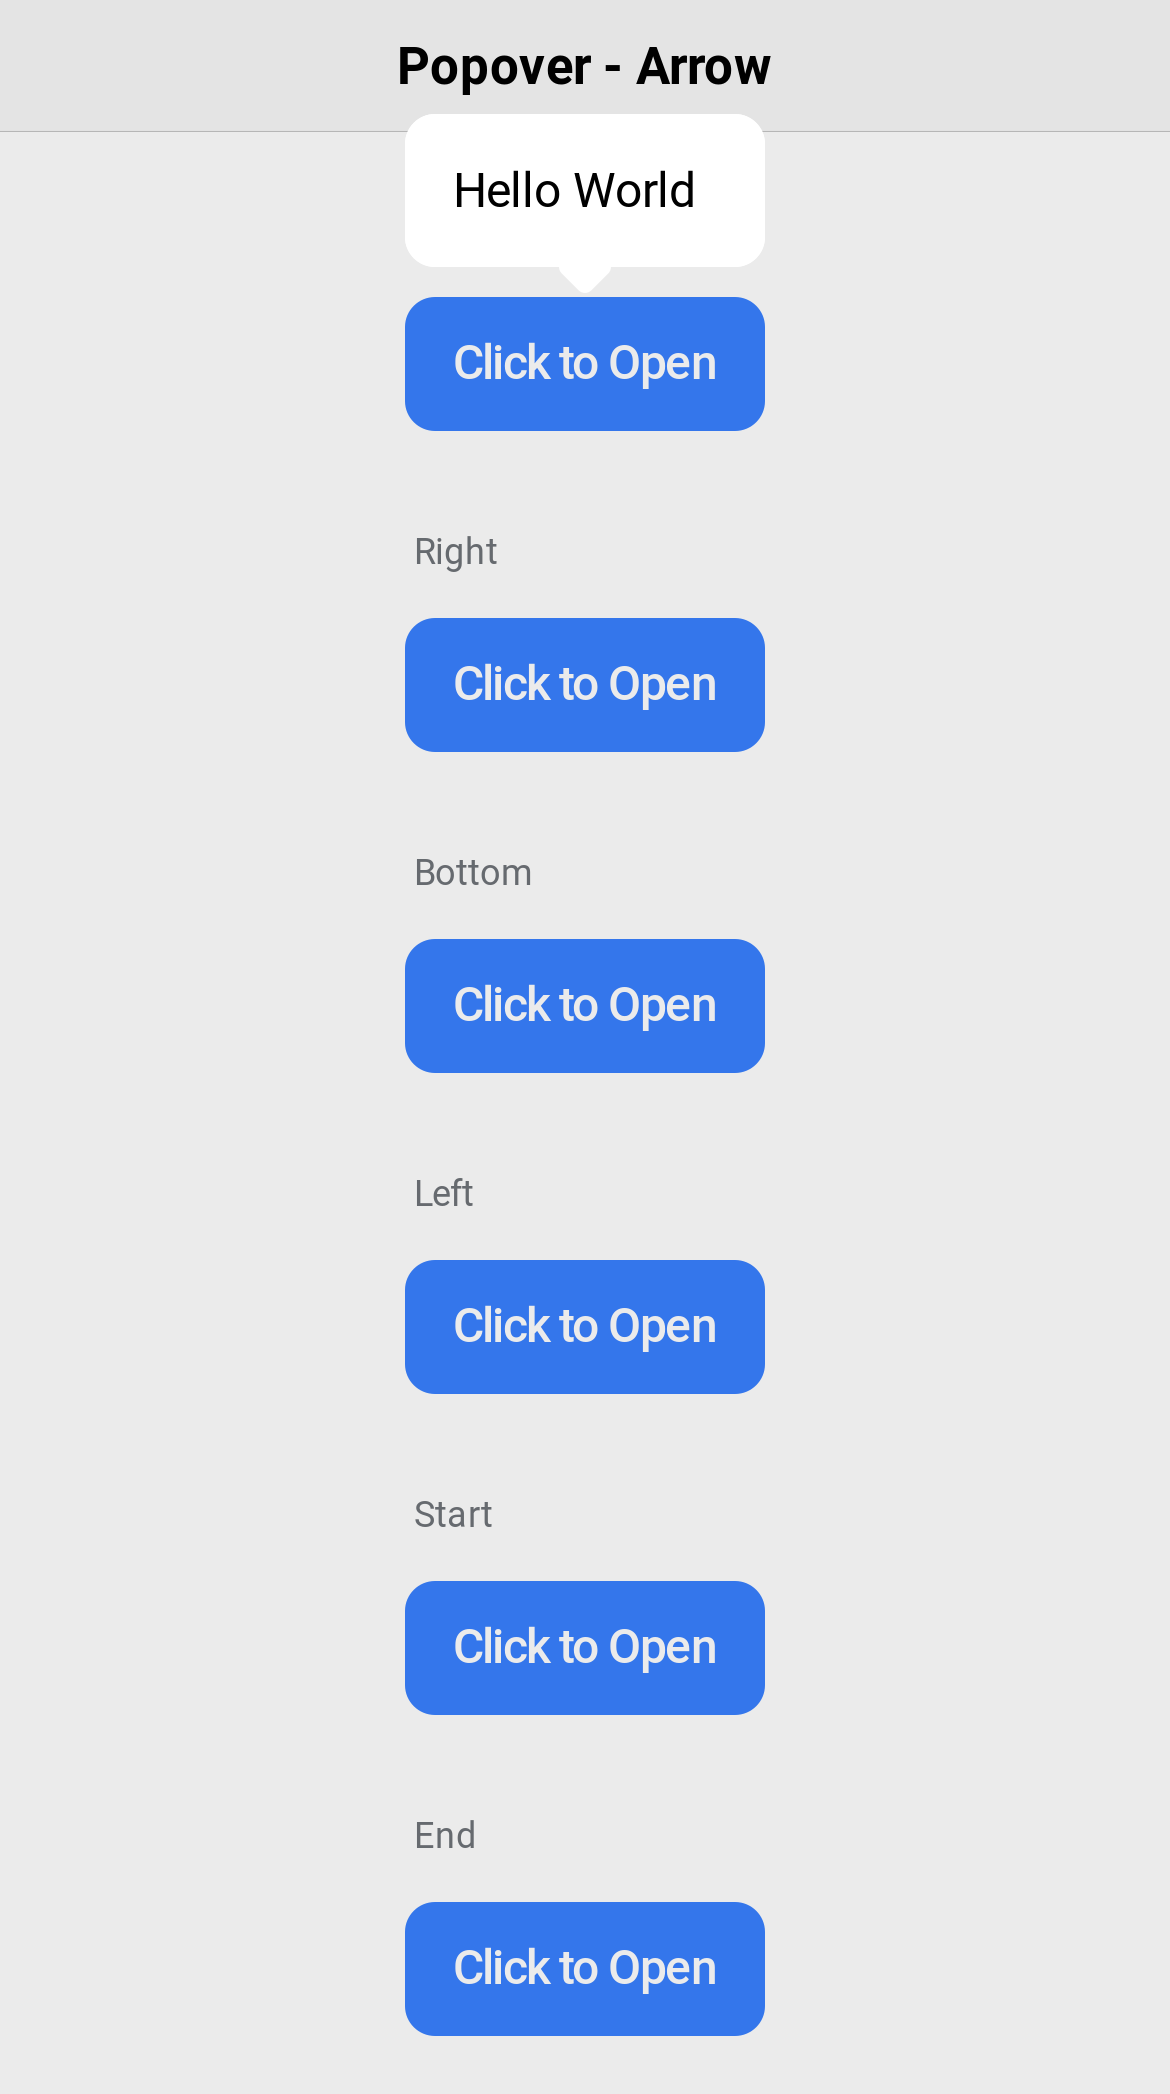 Popover - Arrow
Hello World
Click to Open
Right
Click to Open
Bottom
Click to Open
Left
Click to Open
Start
Click to Open
End
Click to Open